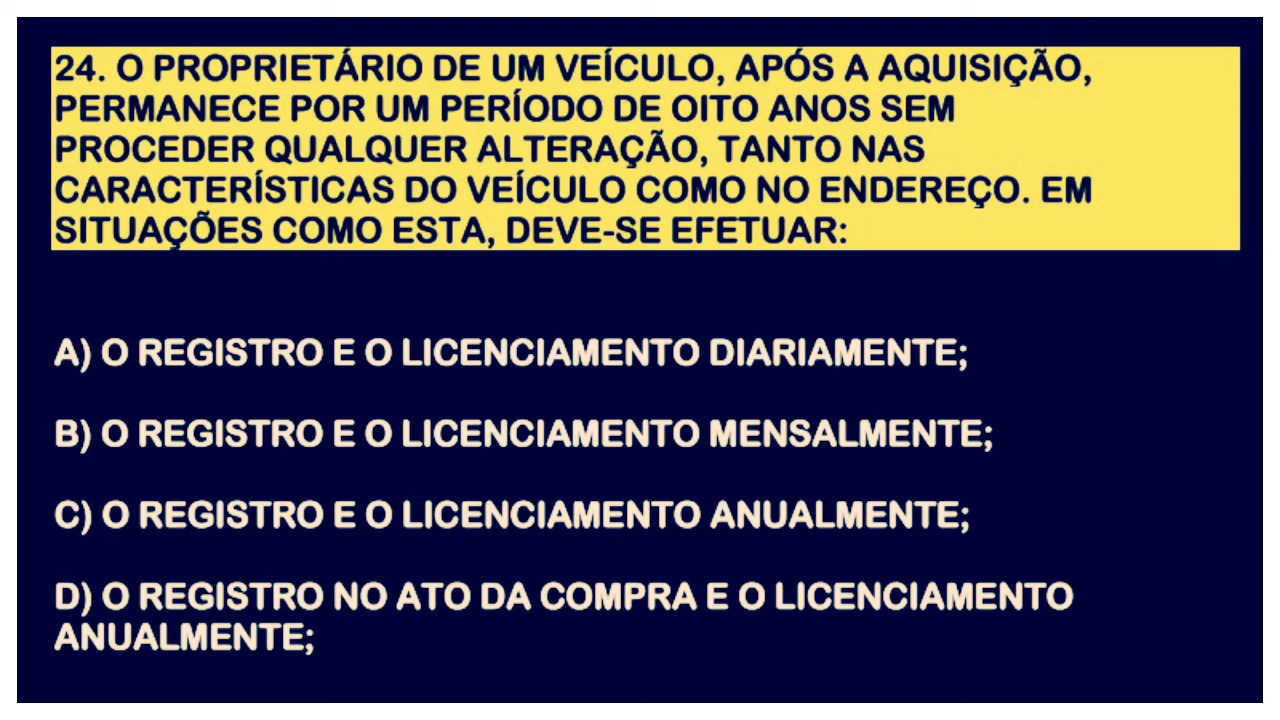 24. O PROPRIETÁRIO DE UM VEÍCULO, APÓS A AQUISIÇÃO,
PERMANECE POR UM PERÍODO DE OITO ANOS SEM
PROCEDER QUALQUER ALTERAÇÃO, TANTO NAS
CARACTERÍSTICAS DO VEÍCULO COMO NO ENDEREÇO. EM
SITUAÇÕES COMO ESTA, DEVE-SE EFETUAR:
A) O REGISTRO E O LICENCIAMENTO DIARIAMENTE;
B) O REGISTRO E O LICENCIAMENTO MENSALMENTE;
C) O REGISTRO E O LICENCIAMENTO ANUALMENTE;
D) O REGISTRO NO ATO DA COMPRA E O LICENCIAMENTO
ANUALMENTE;